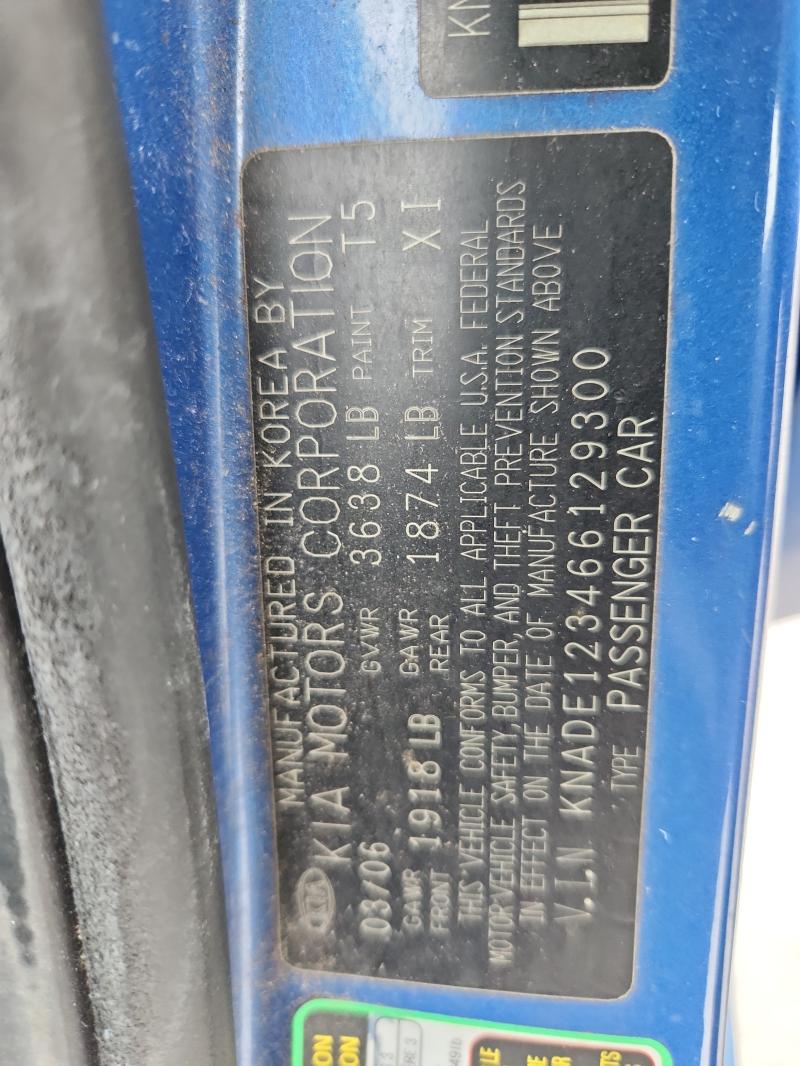 KN
MANUFACTURED IN KOREA BY
KIA KIA MOTORS CORPORATION
03/06 GVWR 3638 LB PAINT T5
GAWR FRONT 1918 LB GAWR REAR 1874 LB TRIM XI
THIS VEHICLE CONFORMS TO ALL APPLICABLE U.S.A. FEDERAL
MOTOR VEHICLE SAFETY, BUMPER, AND THEFT PREVENTION STANDARDS
IN EFFECT ON THE DATE OF MANUFACTURE SHOWN ABOVE
V.I.N KNADE123466129300
TYPE PASSENGER CAR